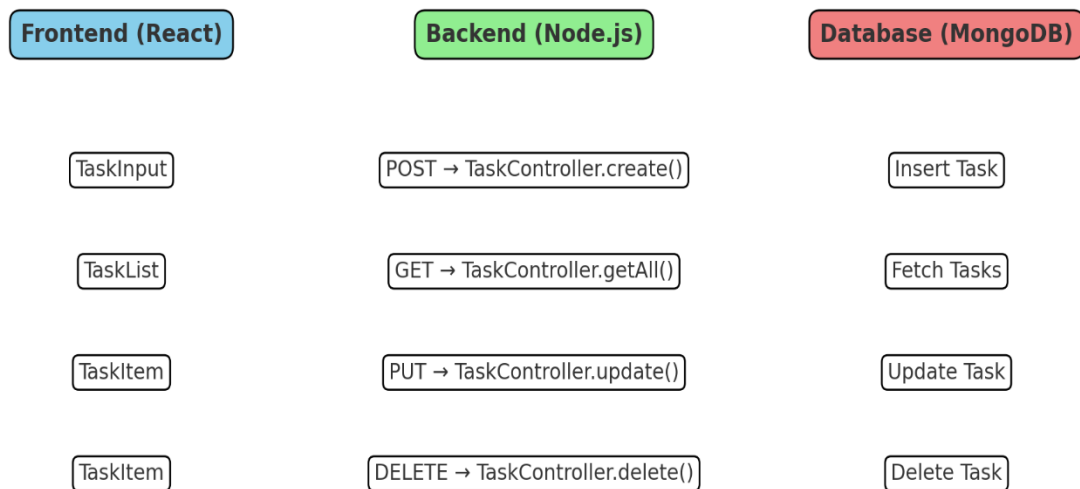 Frontend (React)
Backend (Node.js)
Database (MongoDB)
TaskInput
POST → TaskController.create()
Insert Task
TaskList
GET → TaskController.getAll()
Fetch Tasks
TaskItem
PUT → TaskController.update()
Update Task
TaskItem
DELETE → TaskController.delete()
Delete Task